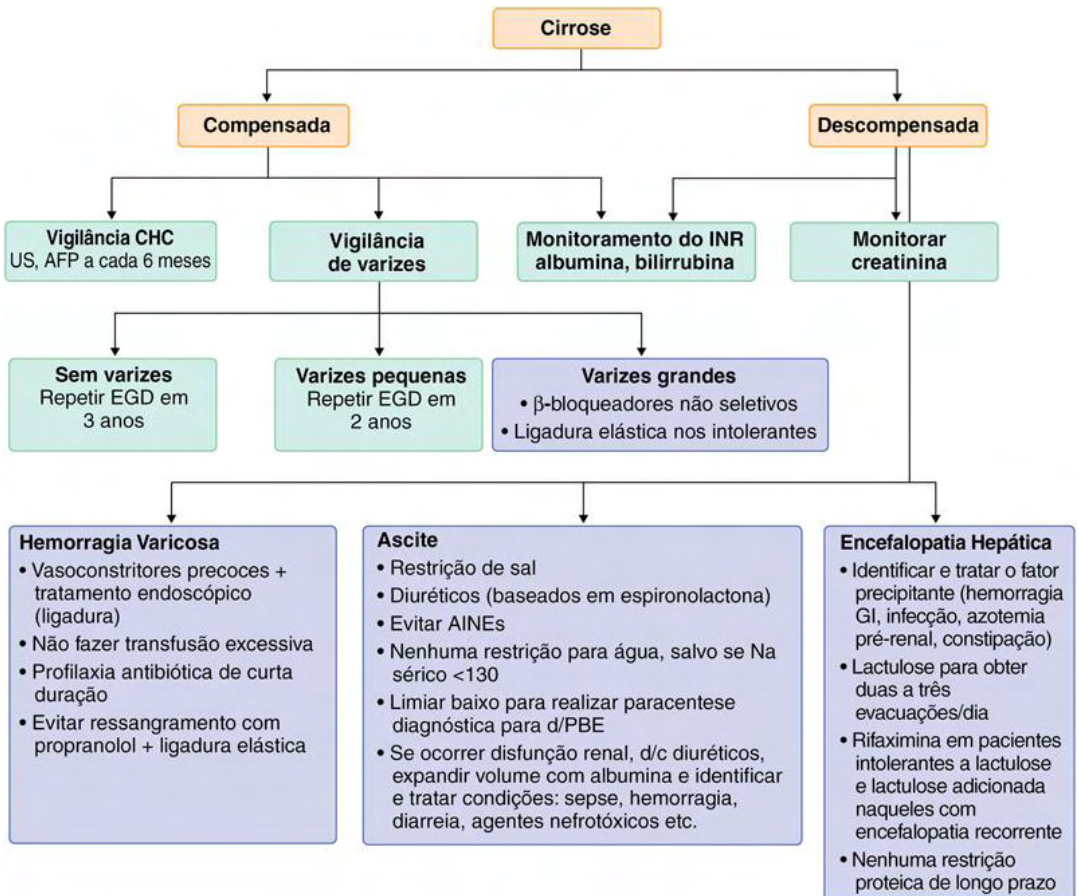 Cirrose
Compensada
Descompensada
Vigilância CHC
US, AFP a cada 6 meses
Vigilância
de varizes
Monitoramento do INR
albumina, bilirrubina
Monitorar
creatinina
Sem varizes
Repetir EGD em
3 anos
Varizes pequenas
Repetir EGD em
2 anos
Varizes grandes
• β-bloqueadores não seletivos
• Ligadura elástica nos intolerantes
Hemorragia Varicosa
• Vasoconstritores precoces +
tratamento endoscópico
(ligadura)
• Não fazer transfusão excessiva
• Profilaxia antibiótica de curta
duração
• Evitar ressangramento com
propranolol + ligadura elástica
Ascite
• Restrição de sal
• Diuréticos (baseados em espironolactona)
• Evitar AINEs
• Nenhuma restrição para água, salvo se Na
sérico <130
• Limiar baixo para realizar paracentese
diagnóstica para d/PBE
• Se ocorrer disfunção renal, d/c diuréticos,
expandir volume com albumina e identificar
e tratar condições: sepse, hemorragia,
diarreia, agentes nefrotóxicos etc.
Encefalopatia Hepática
• Identificar e tratar o fator
precipitante (hemorragia
GI, infecção, azotemia
pré-renal, constipação)
• Lactulose para obter
duas a três
evacuações/dia
• Rifaximina em pacientes
intolerantes a lactulose
e lactulose adicionada
naqueles com
encefalopatia recorrente
• Nenhuma restrição
proteica de longo prazo